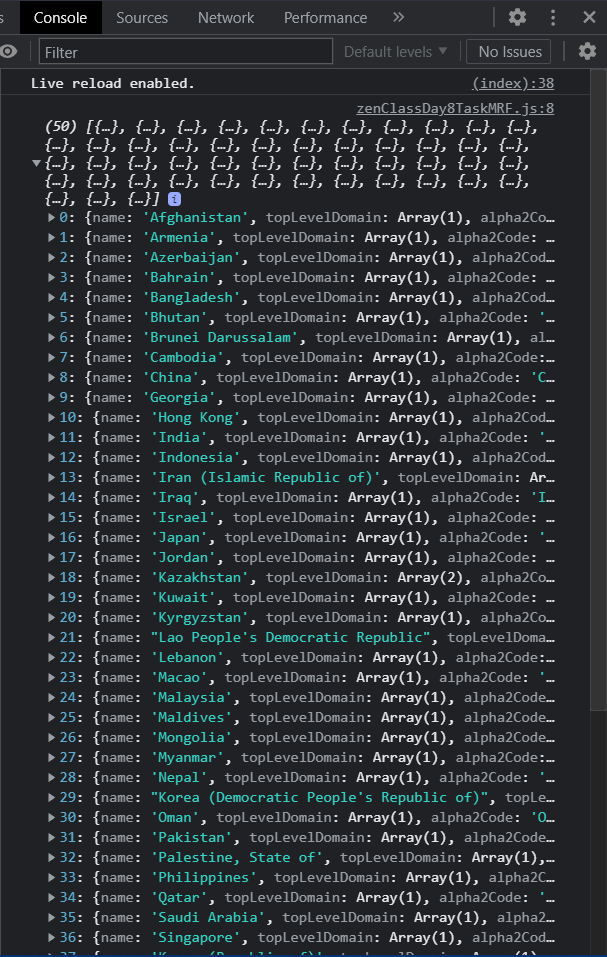 Console Sources Network Performance
Filter Default levels ▼ No Issues
Live reload enabled. (index):38
zenClassDay8TaskMRF.js:8
(50) [{…}, {…}, {…}, {…}, {…}, {…}, {…}, {…}, {…}, {…}, {…},
{…}, {…}, {…}, {…}, {…}, {…}, {…}, {…}, {…}, {…}, {…}, {…},
{…}, {…}, {…}, {…}, {…}, {…}, {…}, {…}, {…}, {…}, {…}, {…},
{…}, {…}, {…}, {…}, {…}, {…}, {…}, {…}, {…}, {…}, {…}, {…},
{…}, {…}, {…}] i
0: {name: 'Afghanistan', topLevelDomain: Array(1), alpha2Co…
1: {name: 'Armenia', topLevelDomain: Array(1), alpha2Code: …
2: {name: 'Azerbaijan', topLevelDomain: Array(1), alpha2Cod…
3: {name: 'Bahrain', topLevelDomain: Array(1), alpha2Code: …
4: {name: 'Bangladesh', topLevelDomain: Array(1), alpha2Cod…
5: {name: 'Bhutan', topLevelDomain: Array(1), alpha2Code: '…
6: {name: 'Brunei Darussalam', topLevelDomain: Array(1), al…
7: {name: 'Cambodia', topLevelDomain: Array(1), alpha2Code:…
8: {name: 'China', topLevelDomain: Array(1), alpha2Code: 'C…
9: {name: 'Georgia', topLevelDomain: Array(1), alpha2Code: …
10: {name: 'Hong Kong', topLevelDomain: Array(1), alpha2Cod…
11: {name: 'India', topLevelDomain: Array(1), alpha2Code: '…
12: {name: 'Indonesia', topLevelDomain: Array(1), alpha2Cod…
13: {name: 'Iran (Islamic Republic of)', topLevelDomain: Ar…
14: {name: 'Iraq', topLevelDomain: Array(1), alpha2Code: 'I…
15: {name: 'Israel', topLevelDomain: Array(1), alpha2Code: …
16: {name: 'Japan', topLevelDomain: Array(1), alpha2Code: '…
17: {name: 'Jordan', topLevelDomain: Array(1), alpha2Code: …
18: {name: 'Kazakhstan', topLevelDomain: Array(2), alpha2Co…
19: {name: 'Kuwait', topLevelDomain: Array(1), alpha2Code: …
20: {name: 'Kyrgyzstan', topLevelDomain: Array(1), alpha2Co…
21: {name: "Lao People's Democratic Republic", topLevelDoma…
22: {name: 'Lebanon', topLevelDomain: Array(1), alpha2Code:…
23: {name: 'Macao', topLevelDomain: Array(1), alpha2Code: '…
24: {name: 'Malaysia', topLevelDomain: Array(1), alpha2Code…
25: {name: 'Maldives', topLevelDomain: Array(1), alpha2Code…
26: {name: 'Mongolia', topLevelDomain: Array(1), alpha2Code…
27: {name: 'Myanmar', topLevelDomain: Array(1), alpha2Code:…
28: {name: 'Nepal', topLevelDomain: Array(1), alpha2Code: '…
29: {name: "Korea (Democratic People's Republic of)", topLe…
30: {name: 'Oman', topLevelDomain: Array(1), alpha2Code: 'O…
31: {name: 'Pakistan', topLevelDomain: Array(1), alpha2Code…
32: {name: 'Palestine, State of', topLevelDomain: Array(1),…
33: {name: 'Philippines', topLevelDomain: Array(1), alpha2C…
34: {name: 'Qatar', topLevelDomain: Array(1), alpha2Code: '…
35: {name: 'Saudi Arabia', topLevelDomain: Array(1), alpha2…
36: {name: 'Singapore', topLevelDomain: Array(1), alpha2Cod…